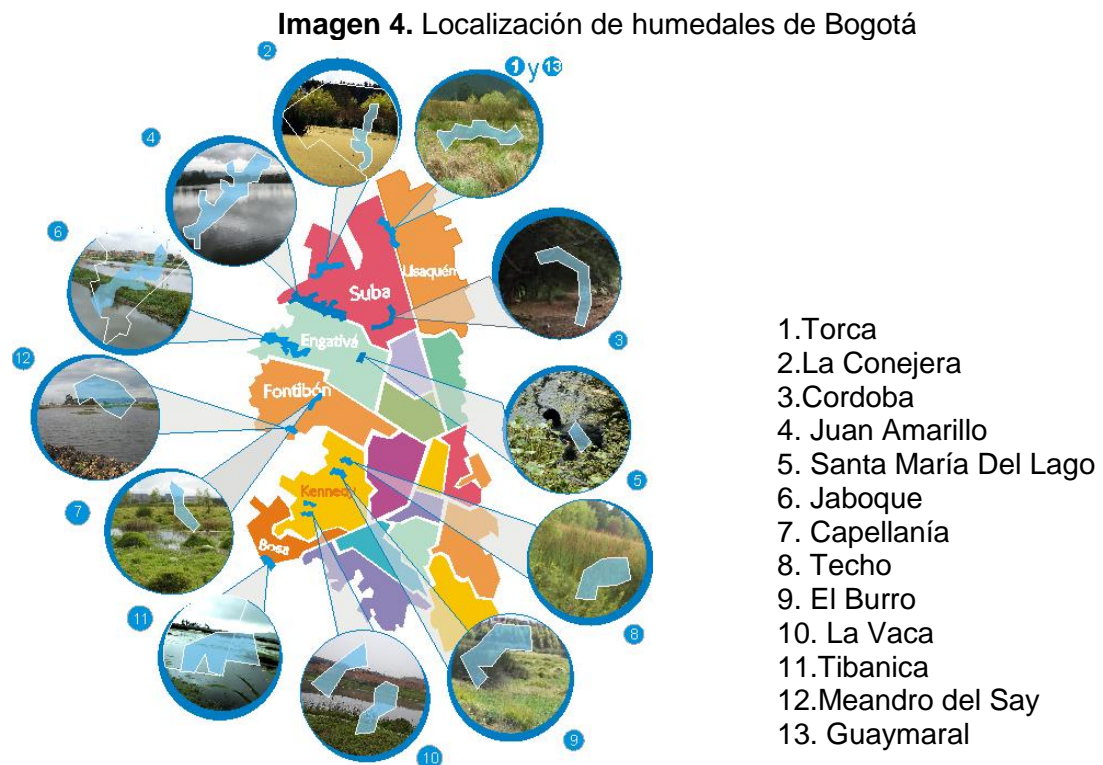 Imagen 4. Localización de humedales de Bogotá
2
1 y 13
4
6
Usaquén
Suba
3
Engativá
12
Fontibón
5
7
Kennedy
Bosa
11
8
10
9
1.Torca
2.La Conejera
3.Cordoba
4. Juan Amarillo
5. Santa María Del Lago
6. Jaboque
7. Capellanía
8. Techo
9. El Burro
10. La Vaca
11.Tibanica
12.Meandro del Say
13. Guaymaral